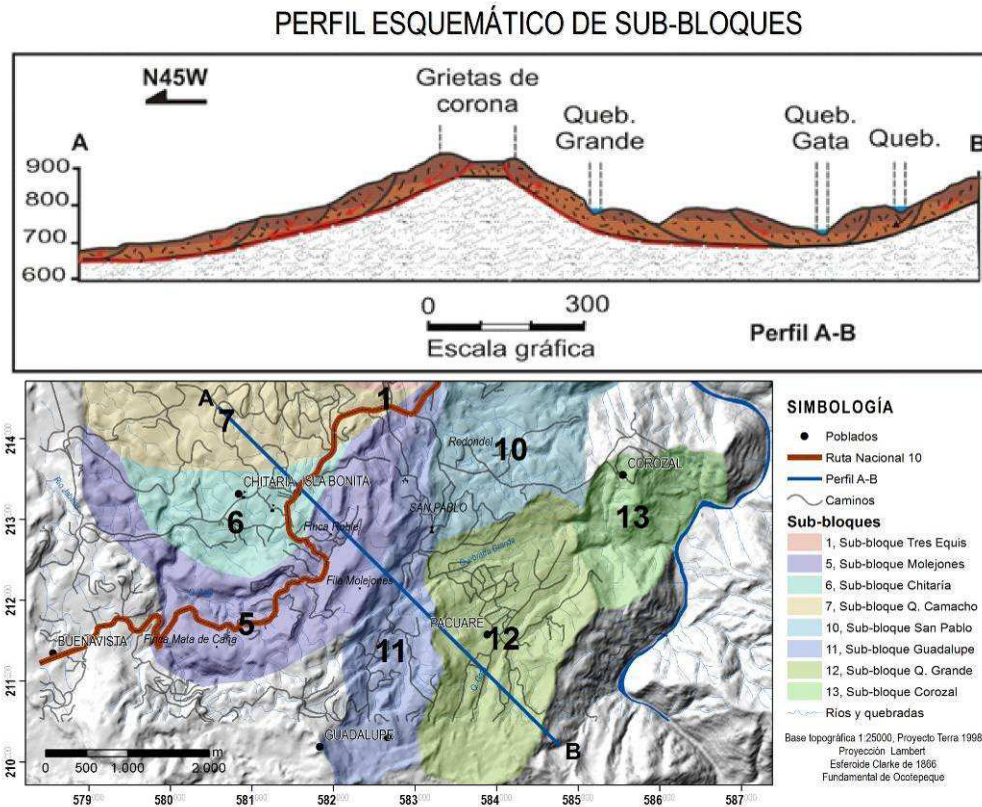 PERFIL ESQUEMÁTICO DE SUB-BLOQUES
N45W
Grietas de
corona
Queb.
Grande
Queb.
Gata
Queb.
A
B
900
800
700
600
0 300
Escala gráfica
Perfil A-B
A
7
1
10
Redondel
COROZAL
13
CHITARIA
ISLA BONITA
6
SAN PABLO
Finca Roble
Quebrada Grande
Fila Molejones
5
PACUARE
12
BUENAVISTA
Finca Mata de Caña
11
GUADALUPE
B
214
213
212
211
210
0 500 1.000 2.000 m
579 580 581 582 583 584 585 586 587
SIMBOLOGÍA
Poblados
Ruta Nacional 10
Perfil A-B
Caminos
Sub-bloques
1, Sub-bloque Tres Equis
5, Sub-bloque Molejones
6, Sub-bloque Chitaría
7, Sub-bloque Q. Camacho
10, Sub-bloque San Pablo
11, Sub-bloque Guadalupe
12, Sub-bloque Q. Grande
13, Sub-bloque Corozal
Ríos y quebradas
Base topográfica 1:25000, Proyecto Terra 1998
Proyección Lambert
Esferoide Clarke de 1866
Fundamental de Ocotepeque